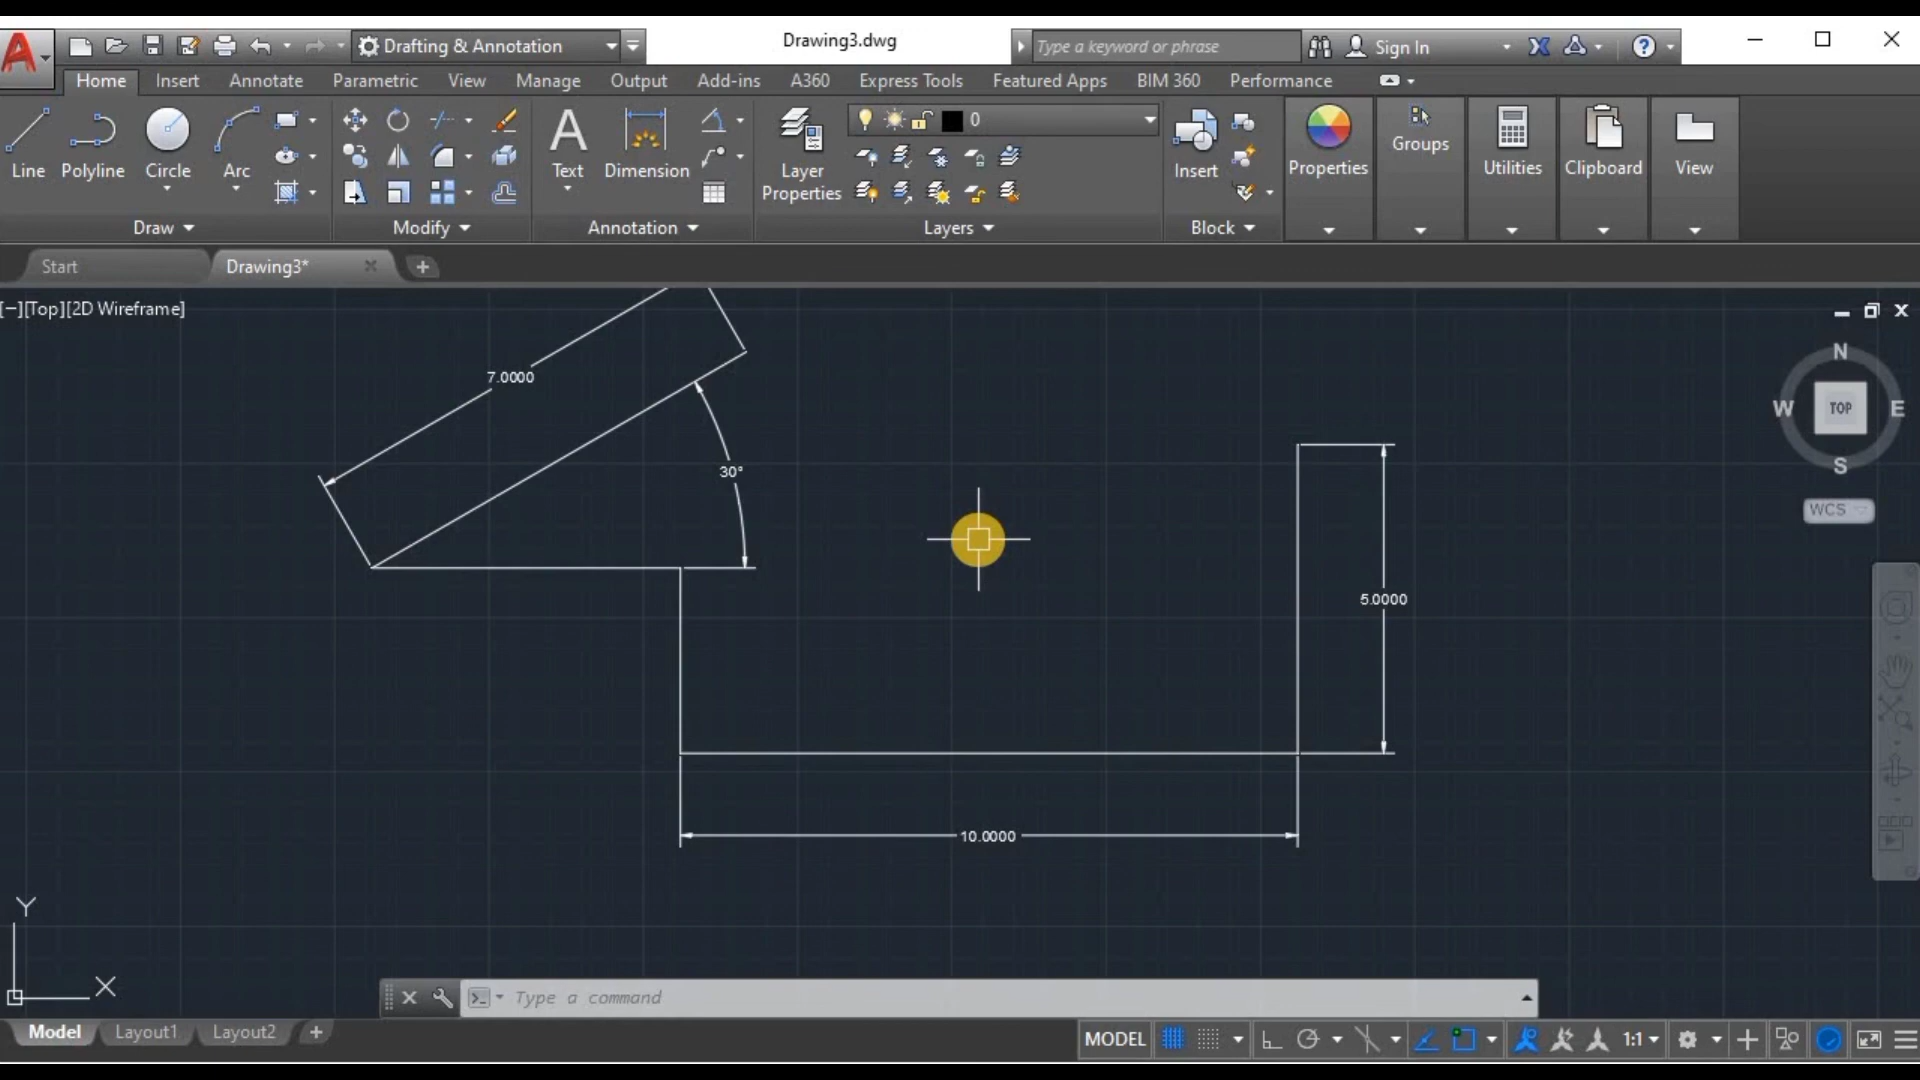 Drafting & Annotation
Drawing3.dwg
Type a keyword or phrase
Sign In
Home Insert Annotate Parametric View Manage Output Add-ins A360 Express Tools Featured Apps BIM 360 Performance
0
Line Polyline Circle Arc
Text Dimension
Layer
Properties
Insert
Properties
Groups
Utilities
Clipboard
View
Draw Modify Annotation Layers Block
Start Drawing3*
[−][Top][2D Wireframe]
N
W TOP E
S
WCS
7.0000
30°
5.0000
10.0000
Y
X
Type a command
Model Layout1 Layout2
MODEL 1:1